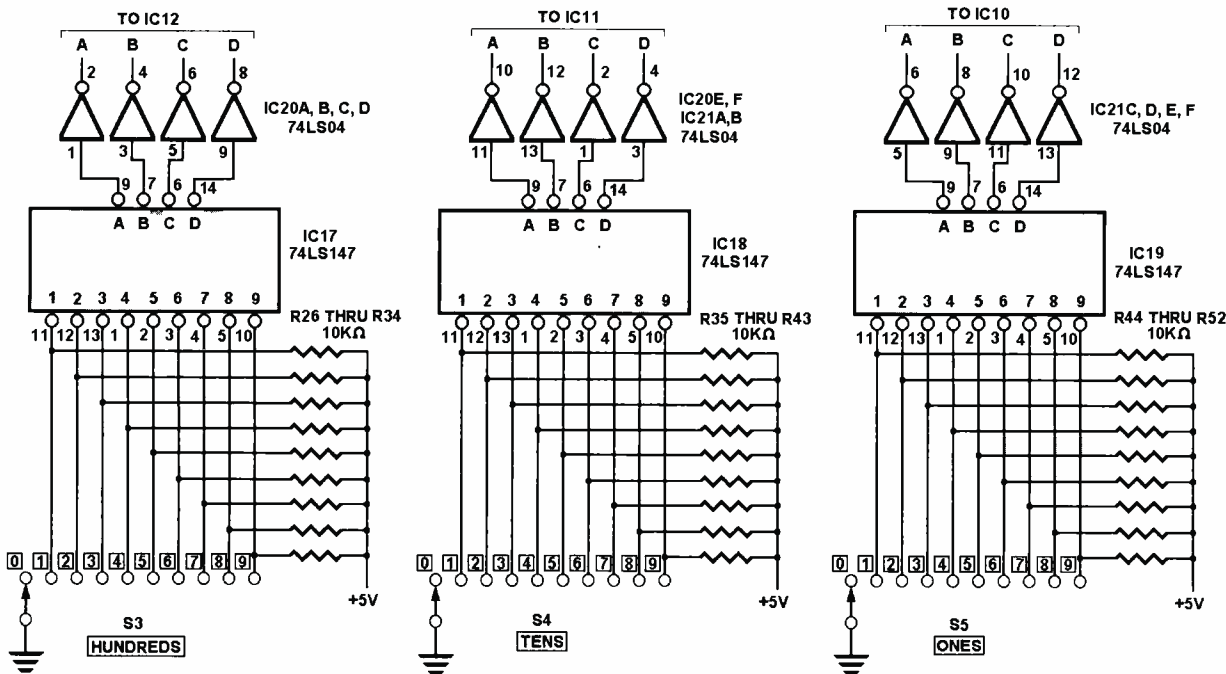 TO IC12
A B C D
2 4 6 8
IC20A, B, C, D
74LS04
1 3 5 9
9 7 6 14
A B C D
IC17
74LS147
1 2 3 4 5 6 7 8 9
R26 THRU R34
10KΩ
11 12 13 1 2 3 4 5 10
0 1 2 3 4 5 6 7 8 9
+5V
S3
HUNDREDS
TO IC11
A B C D
10 12 2 4
IC20E, F
IC21A,B
74LS04
11 13 1 3
9 7 6 14
A B C D
IC18
74LS147
1 2 3 4 5 6 7 8 9
R35 THRU R43
10KΩ
11 12 13 1 2 3 4 5 10
0 1 2 3 4 5 6 7 8 9
+5V
S4
TENS
TO IC10
A B C D
6 8 10 12
IC21C, D, E, F
74LS04
5 9 11 13
9 7 6 14
A B C D
IC19
74LS147
1 2 3 4 5 6 7 8 9
R44 THRU R52
10KΩ
11 12 13 1 2 3 4 5 10
0 1 2 3 4 5 6 7 8 9
+5V
S5
ONES